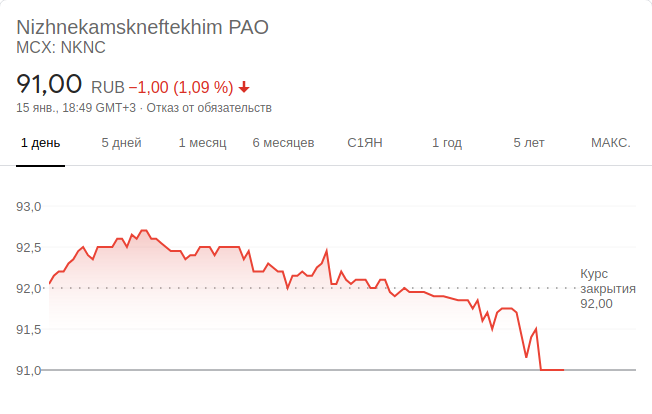 Nizhnekamskneftekhim PAO
MCX: NKNC
91,00 RUB −1,00 (1,09 %)
15 янв., 18:49 GMT+3 · Отказ от обязательств
1 день 5 дней 1 месяц 6 месяцев С1ЯН 1 год 5 лет МАКС.
93,0
92,5
92,0
91,5
91,0
Курс
закрытия
92,00